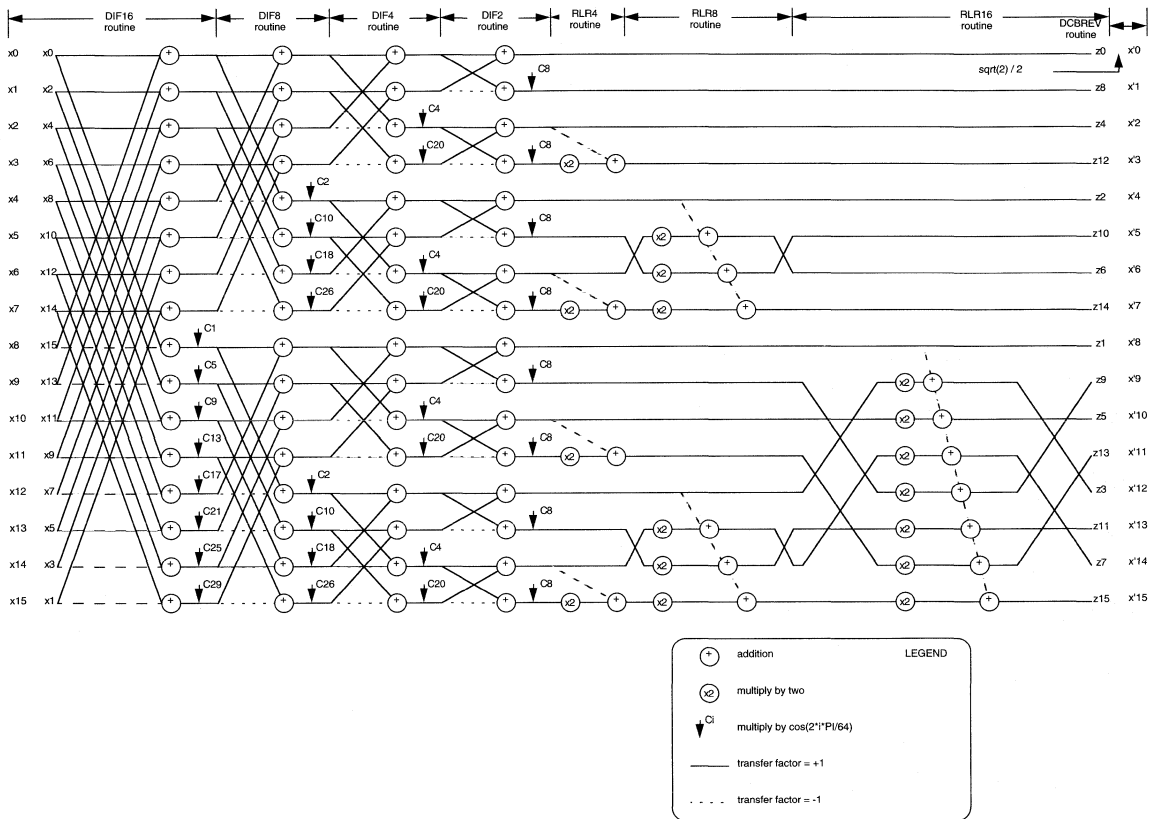 DIF16 routine
DIF8 routine
DIF4 routine
DIF2 routine
RLR4 routine
RLR8 routine
RLR16 routine
DCBREV routine
x0 x0 + + + + z0 x'0
sqrt(2) / 2
x1 x2 + + + + C8 z8 x'1
x2 x4 + + + C4 + z4 x'2
x3 x6 + + + C20 + C8 x2 + z12 x'3
x4 x8 + + C2 + + z2 x'4
x5 x10 + + C10 + + C8 x2 + z10 x'5
x6 x12 + + C18 + C4 + x2 + z6 x'6
x7 x14 + + C26 + C20 + C8 x2 + x2 + z14 x'7
x8 x15 + C1 + + + z1 x'8
x9 x13 + C5 + + + C8 x2 + z9 x'9
x10 x11 + C9 + + C4 + x2 + z5 x'10
x11 x9 + C13 + + C20 + C8 x2 + x2 + z13 x'11
x12 x7 + C17 + C2 + + x2 + z3 x'12
x13 x5 + C21 + C10 + + C8 x2 + x2 + z11 x'13
x14 x3 + C25 + C18 + C4 + x2 + x2 + z7 x'14
x15 x1 + C29 + C26 + C20 + C8 x2 + x2 + x2 + z15 x'15
LEGEND
+ addition
x2 multiply by two
Ci multiply by cos(2*i*PI/64)
transfer factor = +1
transfer factor = -1